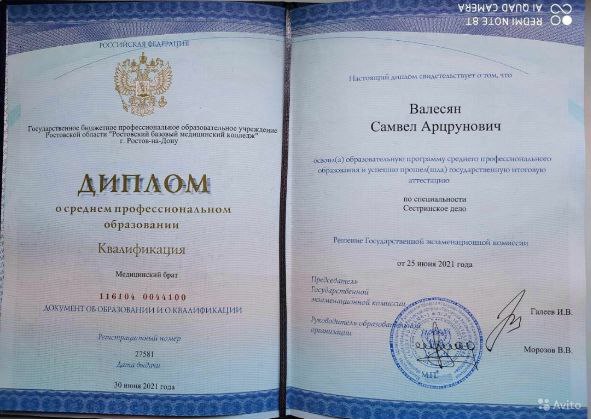 РОССИЙСКАЯ ФЕДЕРАЦИЯ
Государственное бюджетное профессиональное образовательное учреждение
Ростовской области "Ростовский базовый медицинский колледж"
г. Ростов-на-Дону
ДИПЛОМ
о среднем профессиональном
образовании
Квалификация
Медицинский брат
116104 0044100
ДОКУМЕНТ ОБ ОБРАЗОВАНИИ И О КВАЛИФИКАЦИИ
Регистрационный номер
27581
Дата выдачи
30 июня 2021 года
Настоящий диплом свидетельствует о том, что
Валесян
Самвел Арцрунович
освоил(а) образовательную программу среднего профессионального
образования и успешно прошел(шла) государственную итоговую
аттестацию
по специальности
Сестринское дело
Решение Государственной экзаменационной комиссии
от 25 июня 2021 года
Председатель
Государственной
экзаменационной комиссии
Галеев И.В.
Руководитель образовательной
организации
Морозов В.В.
М.П.
REDMI NOTE 8T
AI QUAD CAMERA
Avito